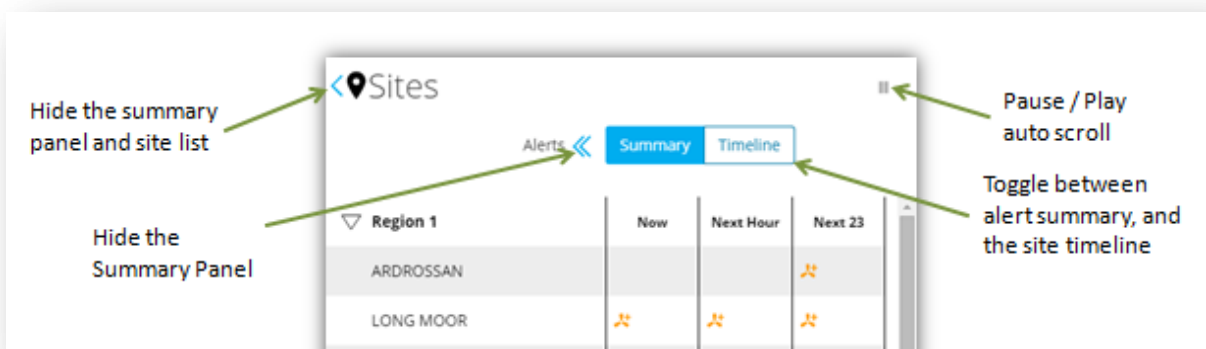 Sites
Hide the summary
panel and site list
Pause / Play
auto scroll
Alerts
Summary
Timeline
Toggle between
alert summary, and
the site timeline
Hide the
Summary Panel
Region 1
Now
Next Hour
Next 23
ARDROSSAN
LONG MOOR